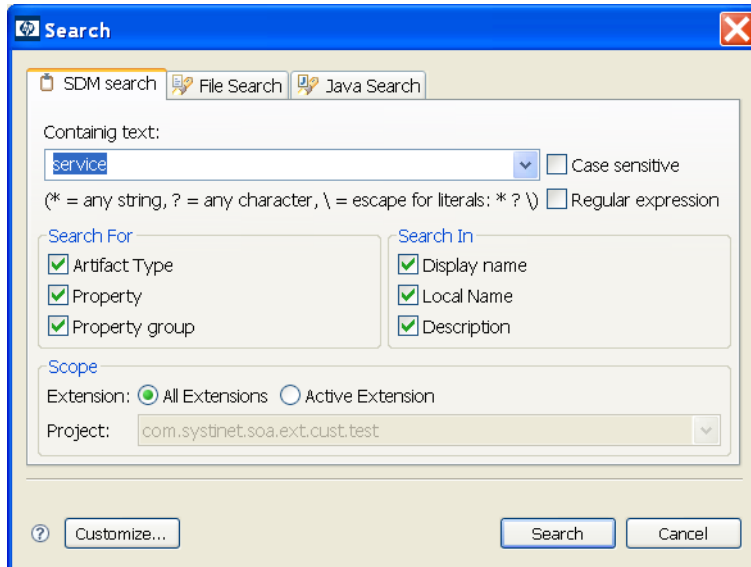 Search
SDM search File Search Java Search
Containig text:
service Case sensitive
(* = any string, ? = any character, \ = escape for literals: * ? \) Regular expression
Search For Search In
Artifact Type Display name
Property Local Name
Property group Description
Scope
Extension: All Extensions Active Extension
Project: com.systinet.soa.ext.cust.test
? Customize... Search Cancel